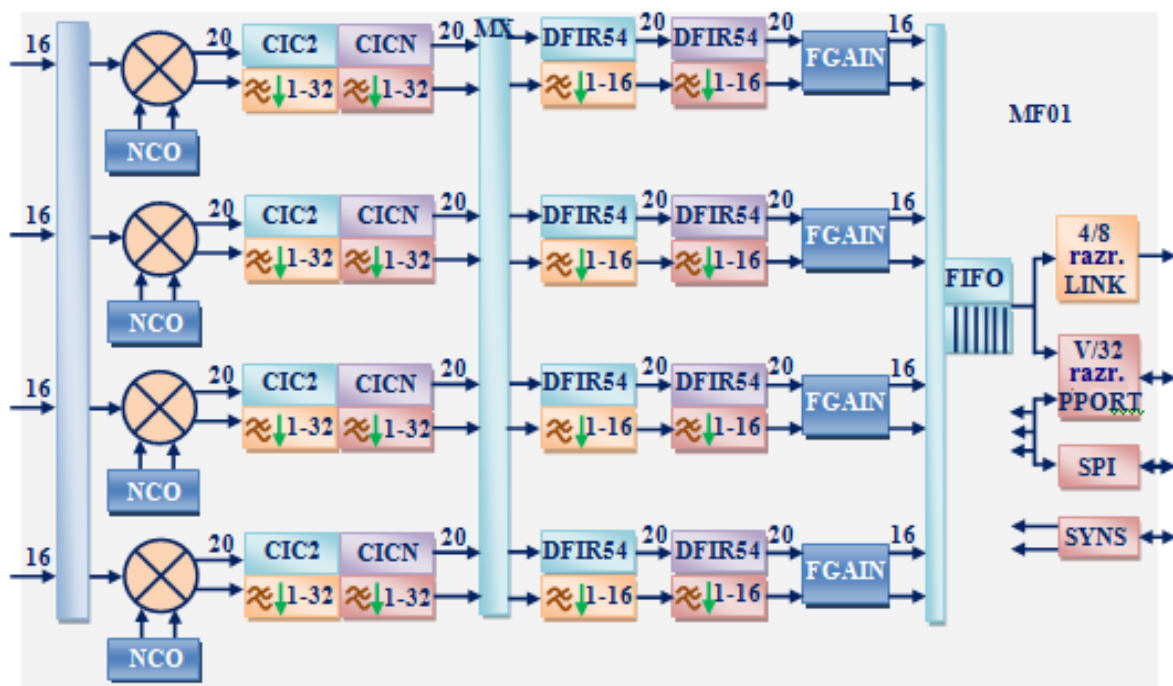 16
20
CIC2
CICN
20
MX
DFIR54
20
DFIR54
20
FGAIN
16
1-32
1-32
1-16
1-16
NCO
MF01
16
20
CIC2
CICN
20
DFIR54
20
DFIR54
20
FGAIN
16
1-32
1-32
1-16
1-16
NCO
4/8
razr.
LINK
FIFO
V/32
razr.
PPORT
16
20
CIC2
CICN
20
DFIR54
20
DFIR54
20
FGAIN
16
1-32
1-32
1-16
1-16
NCO
SPI
SYNS
16
20
CIC2
CICN
20
DFIR54
20
DFIR54
20
FGAIN
16
1-32
1-32
1-16
1-16
NCO